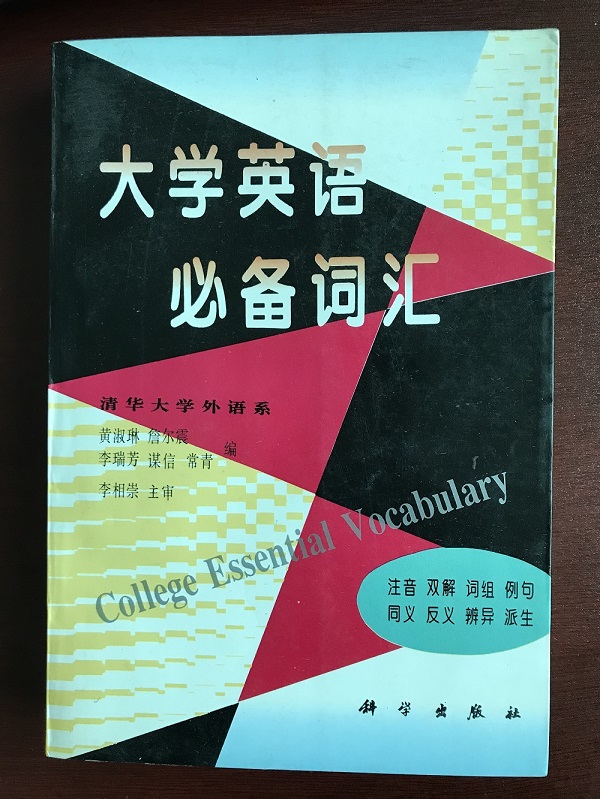 大学英语
必备词汇
清华大学外语系
黄淑琳 詹尔震
李瑞芳 谋信 常青 编
李相崇 主审
College Essential Vocabulary
注音 双解 词组 例句
同义 反义 辨异 派生
科学出版社